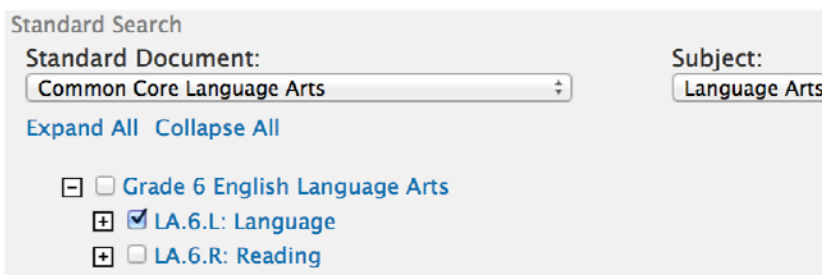 Standard Search
Standard Document: Subject:
Common Core Language Arts Language Arts
Expand All Collapse All
Grade 6 English Language Arts
LA.6.L: Language
LA.6.R: Reading